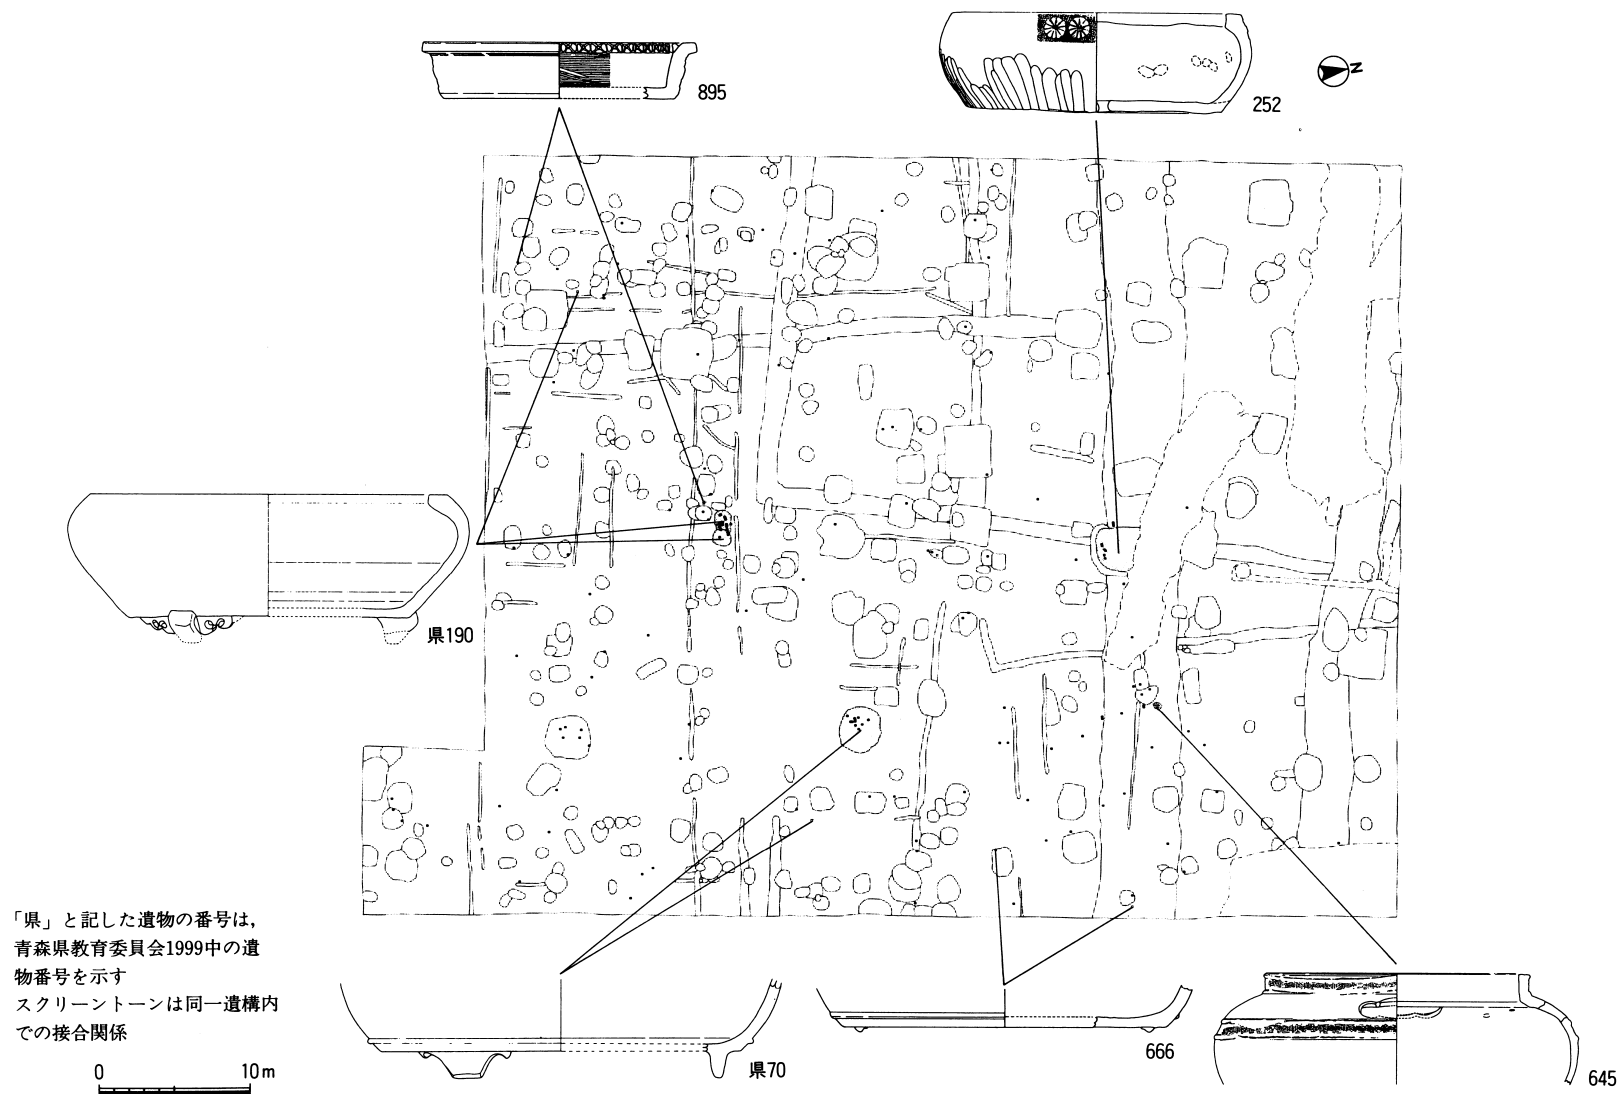 895
252
N
県190
「県」と記した遺物の番号は,
青森県教育委員会1999中の遺
物番号を示す
スクリーントーンは同一遺構内
での接合関係
0 10m
県70
666
645